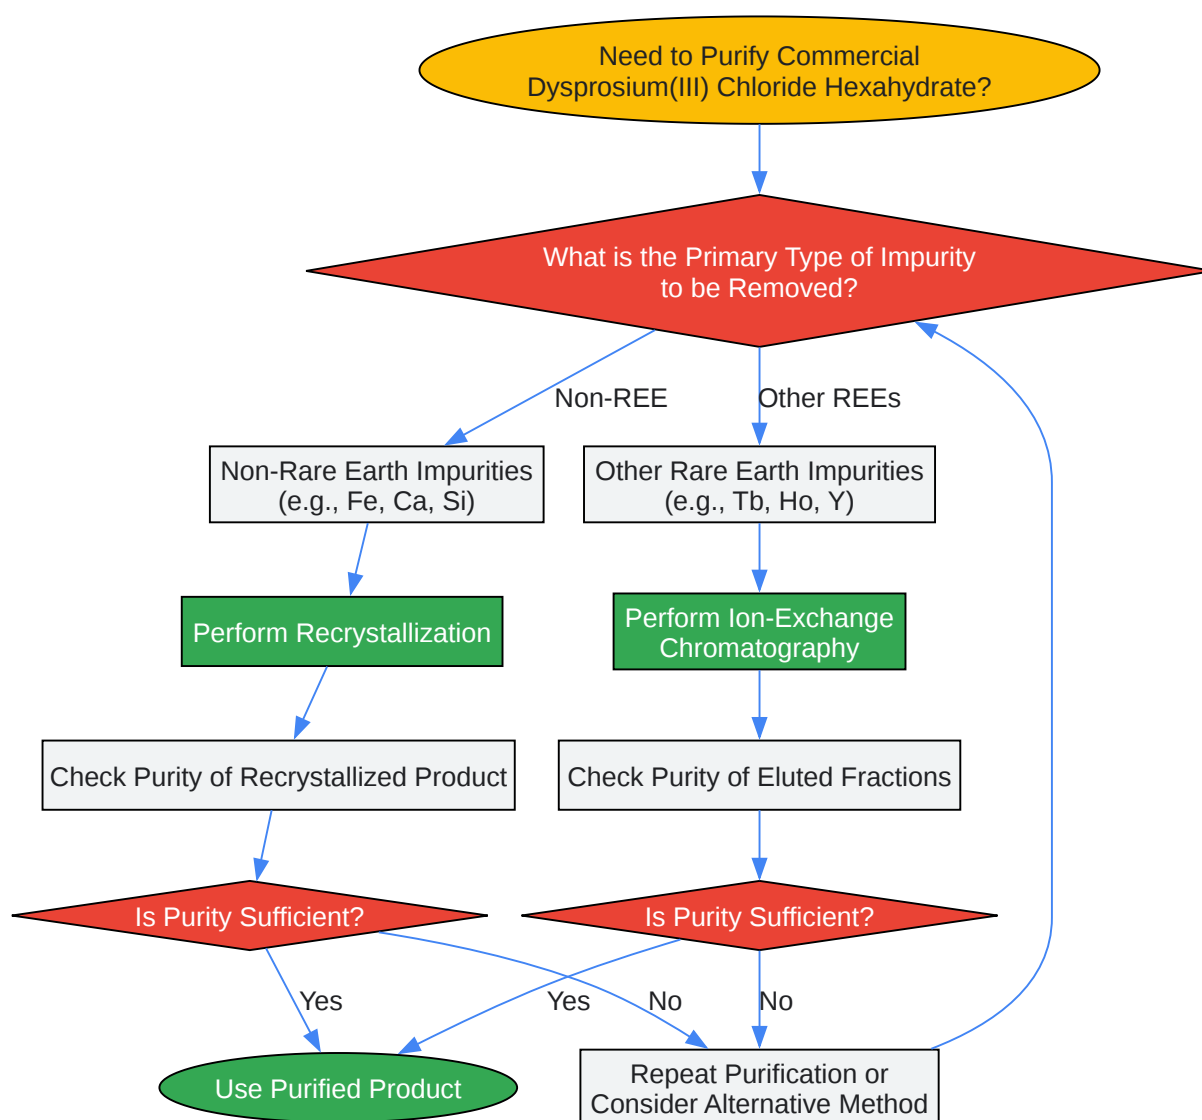 Need to Purify Commercial
Dysprosium(III) Chloride Hexahydrate?
What is the Primary Type of Impurity
to be Removed?
Non-REE
Other REEs
Non-Rare Earth Impurities
(e.g., Fe, Ca, Si)
Other Rare Earth Impurities
(e.g., Tb, Ho, Y)
Perform Recrystallization
Perform Ion-Exchange
Chromatography
Check Purity of Recrystallized Product
Check Purity of Eluted Fractions
Is Purity Sufficient?
Is Purity Sufficient?
Yes
Yes
No
No
Use Purified Product
Repeat Purification or
Consider Alternative Method